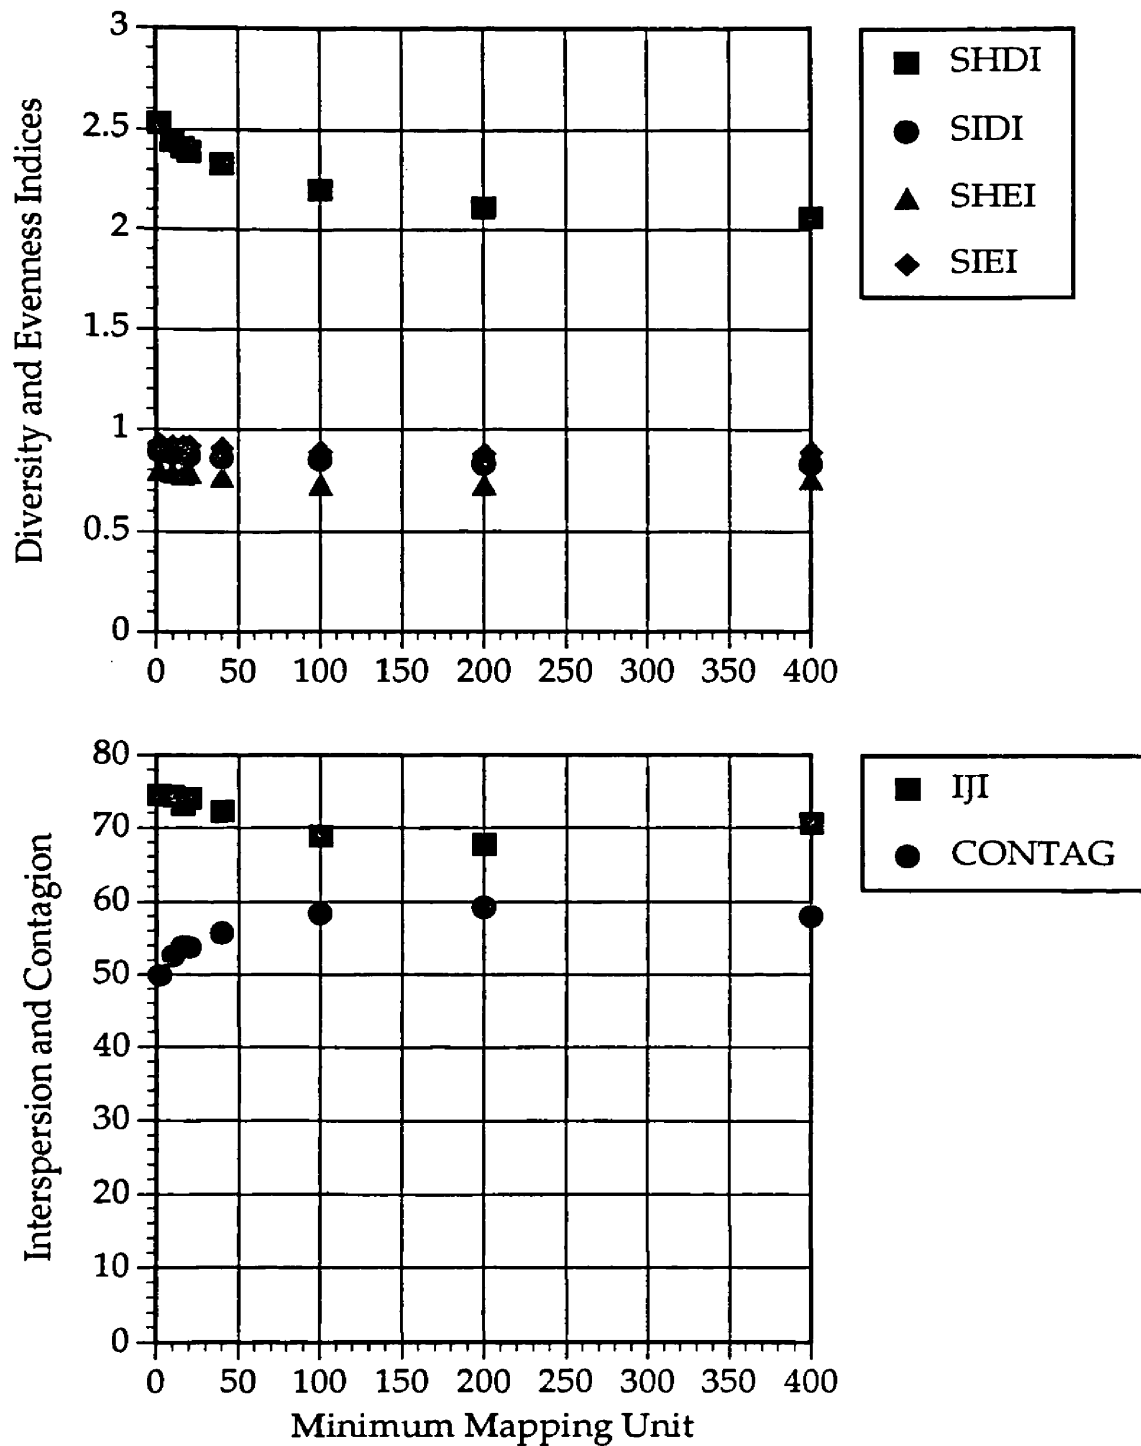 Diversity and Evenness Indices
3
2.5
2
1.5
1
0.5
0
0 50 100 150 200 250 300 350 400
SHDI
SIDI
SHEI
SIEI
Interspersion and Contagion
80
70
60
50
40
30
20
10
0
0 50 100 150 200 250 300 350 400
Minimum Mapping Unit
IJI
CONTAG